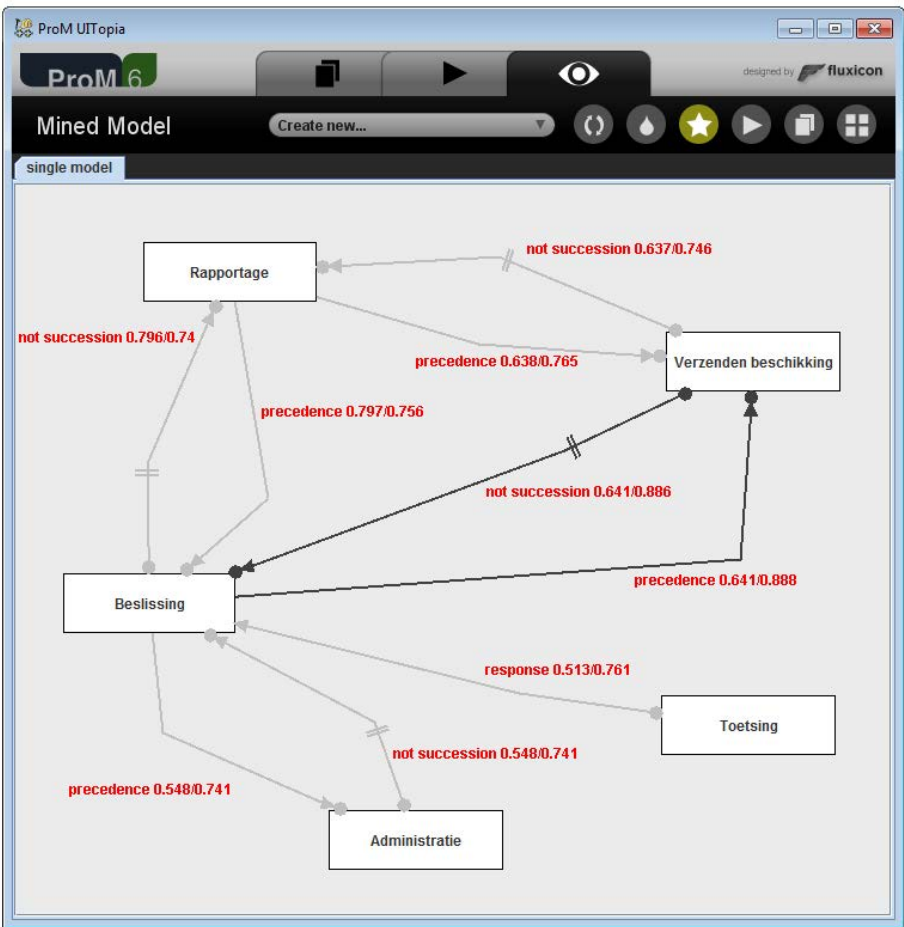 ProM UITopia
ProM 6
designed by fluxicon
Mined Model
Create new...
single model
not succession 0.637/0.746
Rapportage
not succession 0.796/0.74
precedence 0.638/0.765
Verzenden beschikking
precedence 0.797/0.756
not succession 0.641/0.886
precedence 0.641/0.888
Beslissing
response 0.513/0.761
Toetsing
not succession 0.548/0.741
precedence 0.548/0.741
Administratie